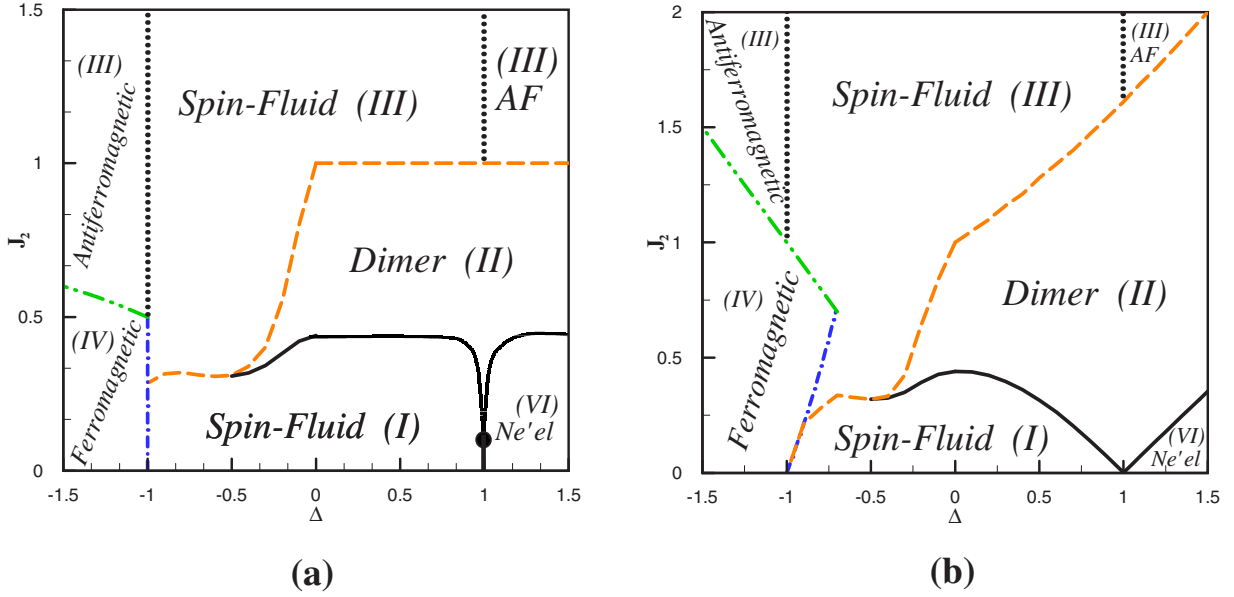 1.5
1
0.5
0
J2
-1.5
-1
-0.5
0
0.5
1
1.5
Δ
(III)
Antiferromagnetic
Spin-Fluid (III)
(III)
AF
Dimer (II)
(IV)
Ferromagnetic
Spin-Fluid (I)
(VI)
Ne'el
(a)
2
1.5
1
0.5
0
J2
-1.5
-1
-0.5
0
0.5
1
1.5
Δ
(III)
Antiferromagnetic
Spin-Fluid (III)
(III)
AF
Dimer (II)
(IV)
Ferromagnetic
Spin-Fluid (I)
(VI)
Ne'el
(b)